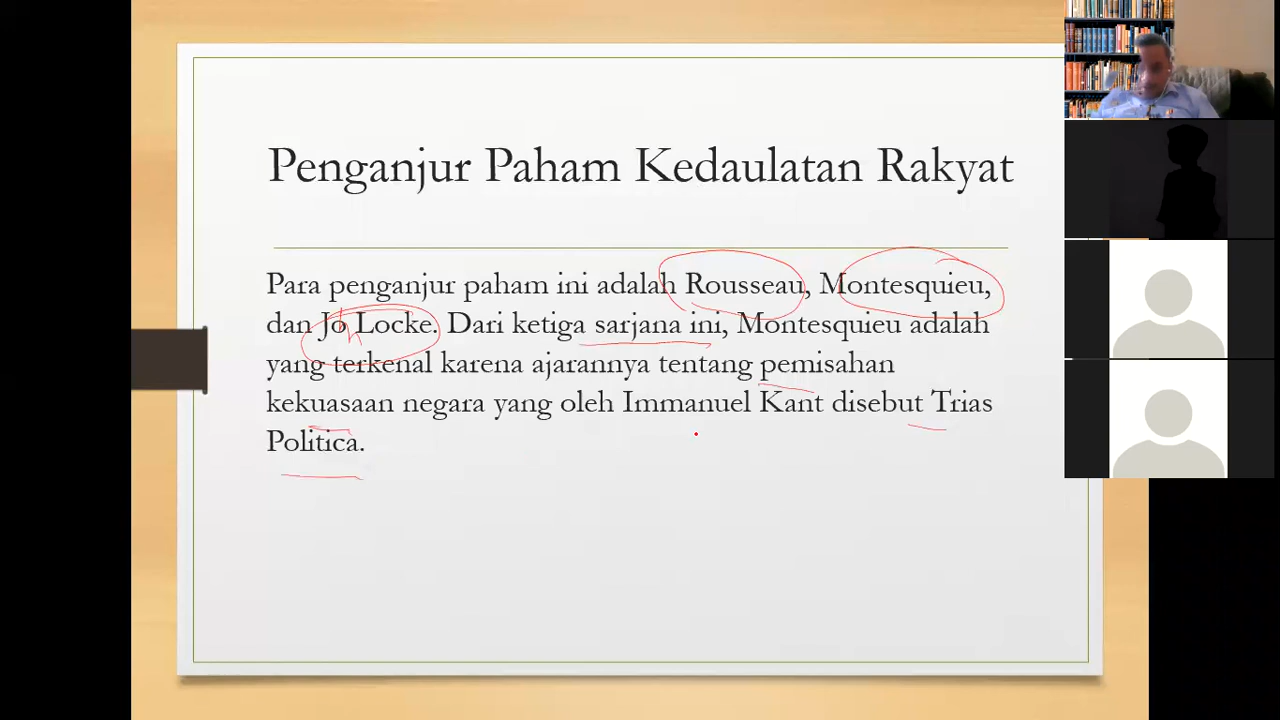 Penganjur Paham Kedaulatan Rakyat
Para penganjur paham ini adalah Rousseau, Montesquieu,
dan Jo Locke. Dari ketiga sarjana ini, Montesquieu adalah
yang terkenal karena ajarannya tentang pemisahan
kekuasaan negara yang oleh Immanuel Kant disebut Trias
Politica.